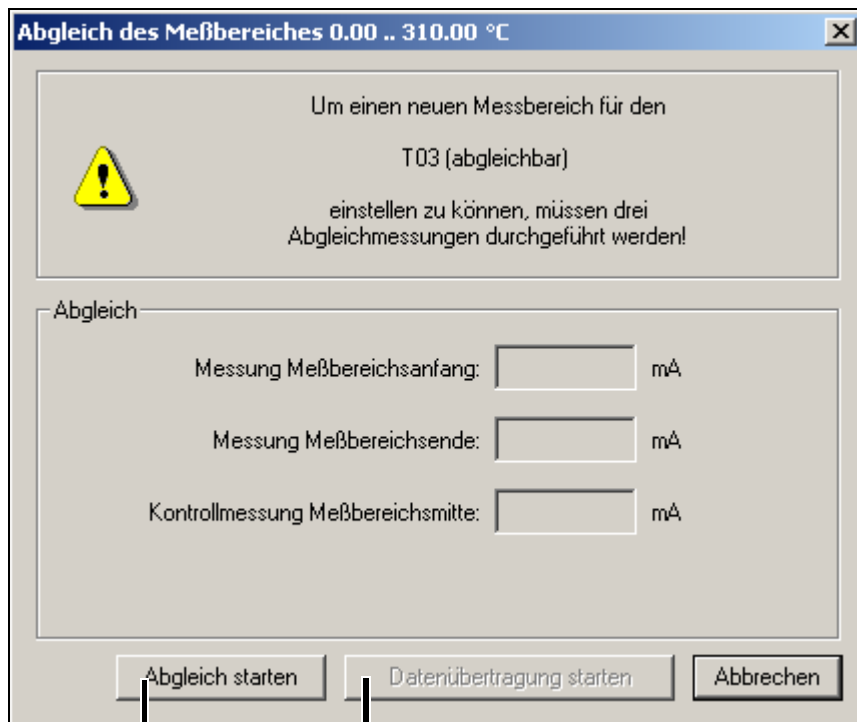 Abgleich des Meßbereiches 0.00 .. 310.00 °C
Um einen neuen Messbereich für den
T03 (abgleichbar)
einstellen zu können, müssen drei
Abgleichmessungen durchgeführt werden!
Abgleich
Messung Meßbereichsanfang: mA
Messung Meßbereichsende: mA
Kontrollmessung Meßbereichsmitte: mA
Abgleich starten Datenübertragung starten Abbrechen